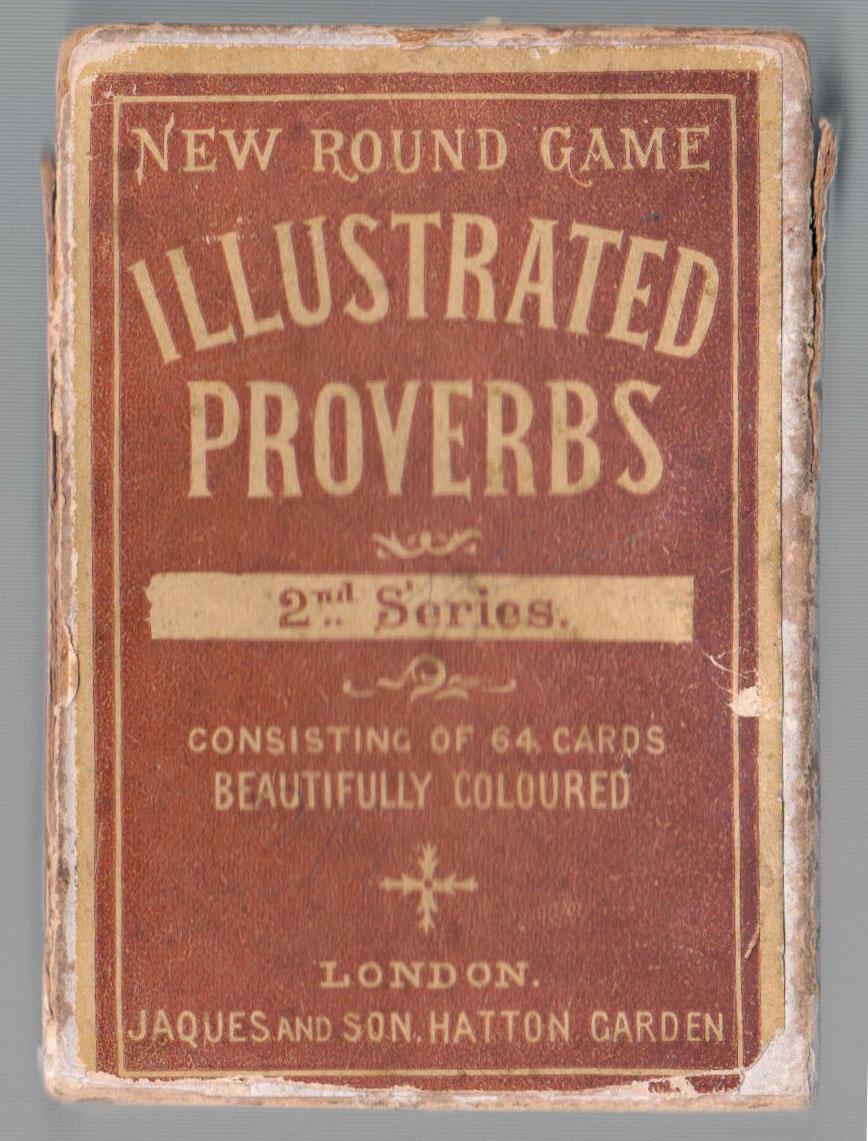 NEW ROUND GAME
ILLUSTRATED
PROVERBS
2nd Series.
CONSISTING OF 64 CARDS
BEAUTIFULLY COLOURED
LONDON.
JAQUES AND SON. HATTON GARDEN